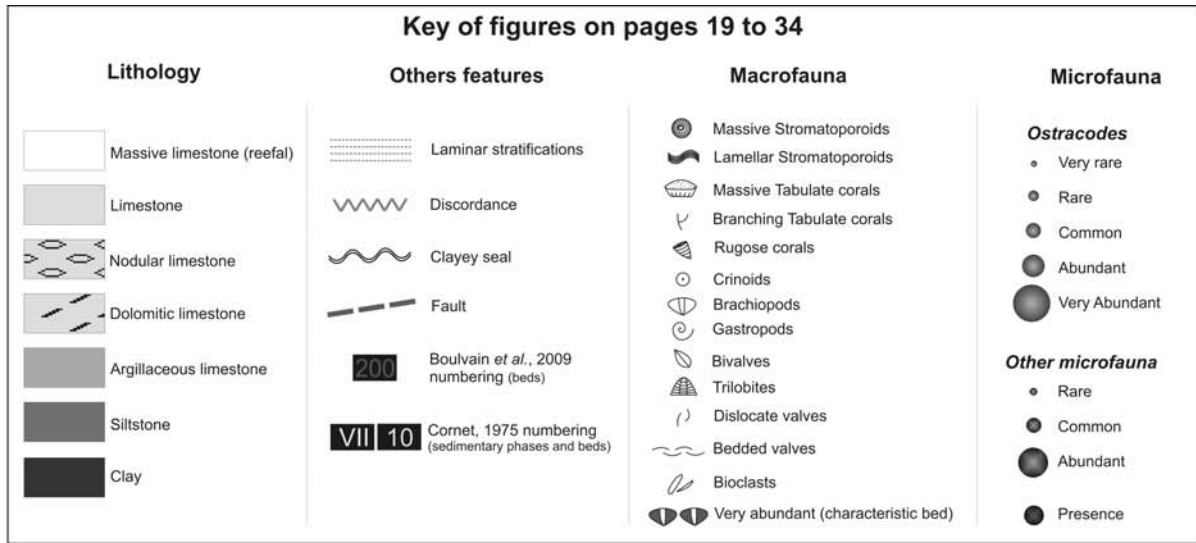 Key of figures on pages 19 to 34
Lithology
Massive limestone (reefal)
Limestone
Nodular limestone
Dolomitic limestone
Argillaceous limestone
Siltstone
Clay
Others features
Laminar stratifications
Discordance
Clayey seal
Fault
200
Boulvain et al., 2009
numbering (beds)
VII 10
Cornet, 1975 numbering
(sedimentary phases and beds)
Macrofauna
Massive Stromatoporoids
Lamellar Stromatoporoids
Massive Tabulate corals
Branching Tabulate corals
Rugose corals
Crinoids
Brachiopods
Gastropods
Bivalves
Trilobites
Dislocate valves
Bedded valves
Bioclasts
Very abundant (characteristic bed)
Microfauna
Ostracodes
Very rare
Rare
Common
Abundant
Very Abundant
Other microfauna
Rare
Common
Abundant
Presence